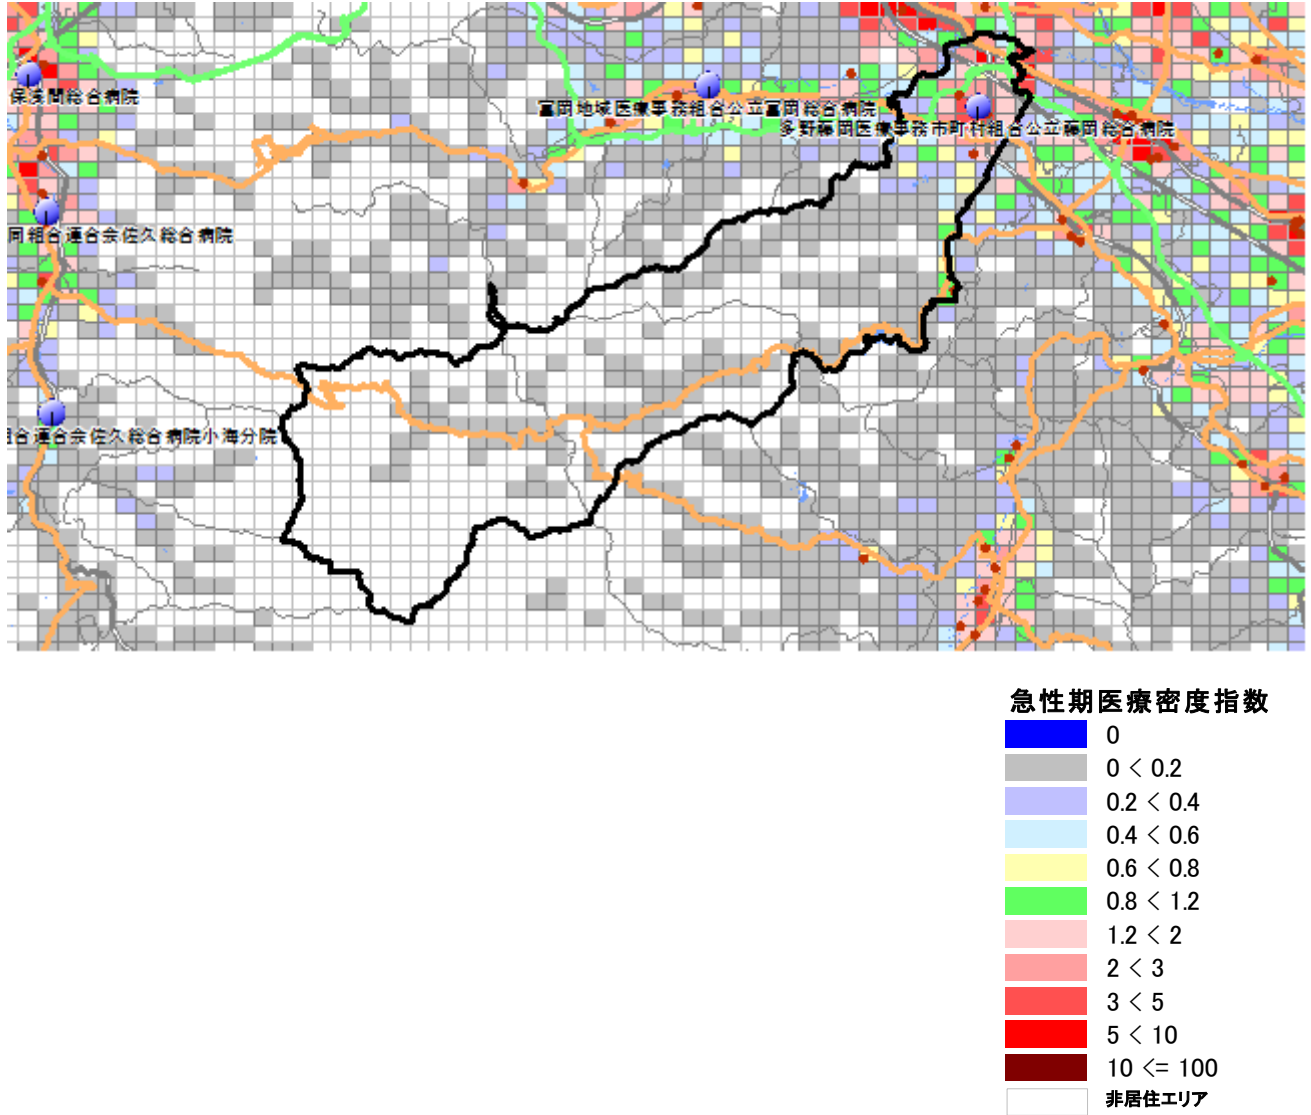 保浅間総合病院
富岡地域医療事務組合公立富岡総合病院
多野藤岡医療事務市町村組合公立藤岡総合病院
同組合連合会佐久総合病院
組合連合会佐久総合病院小海分院
急性期医療密度指数
0
0 < 0.2
0.2 < 0.4
0.4 < 0.6
0.6 < 0.8
0.8 < 1.2
1.2 < 2
2 < 3
3 < 5
5 < 10
10 <= 100
非居住エリア